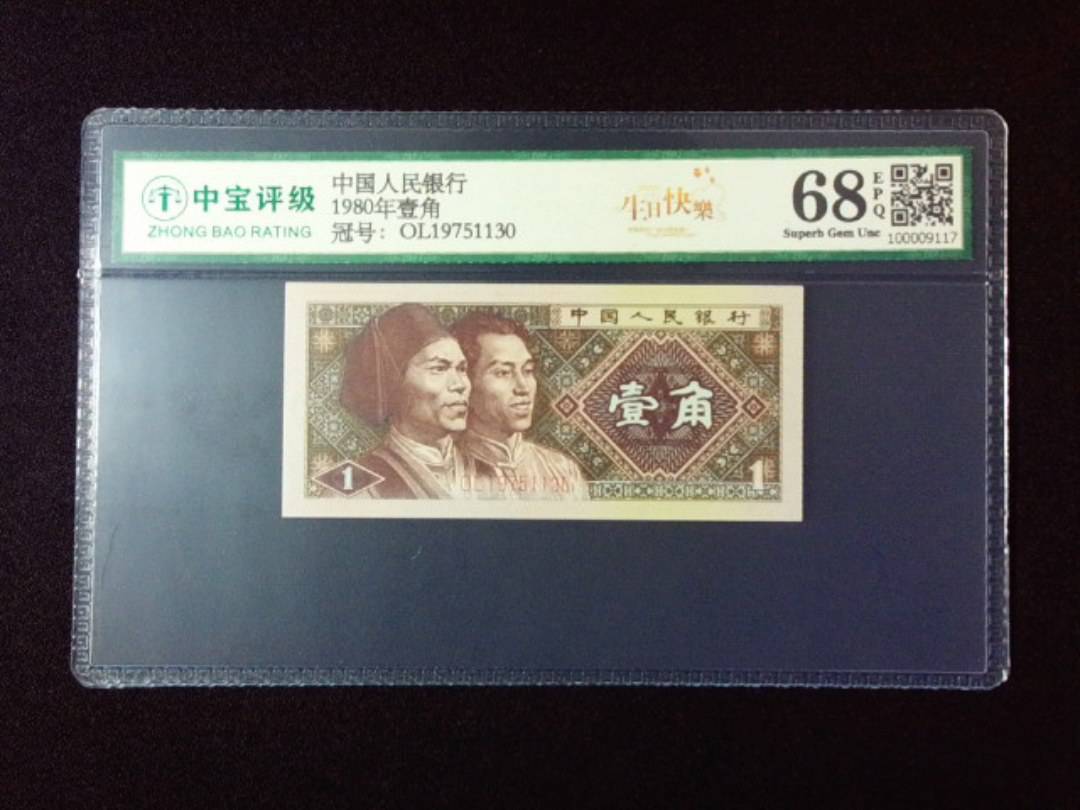 中宝评级
ZHONG BAO RATING
中国人民银行
1980年壹角
冠号: OL19751130
生日快樂
68
EPQ
Superb Gem Unc
100009117
中国人民银行
壹角
1
OL19751130
1